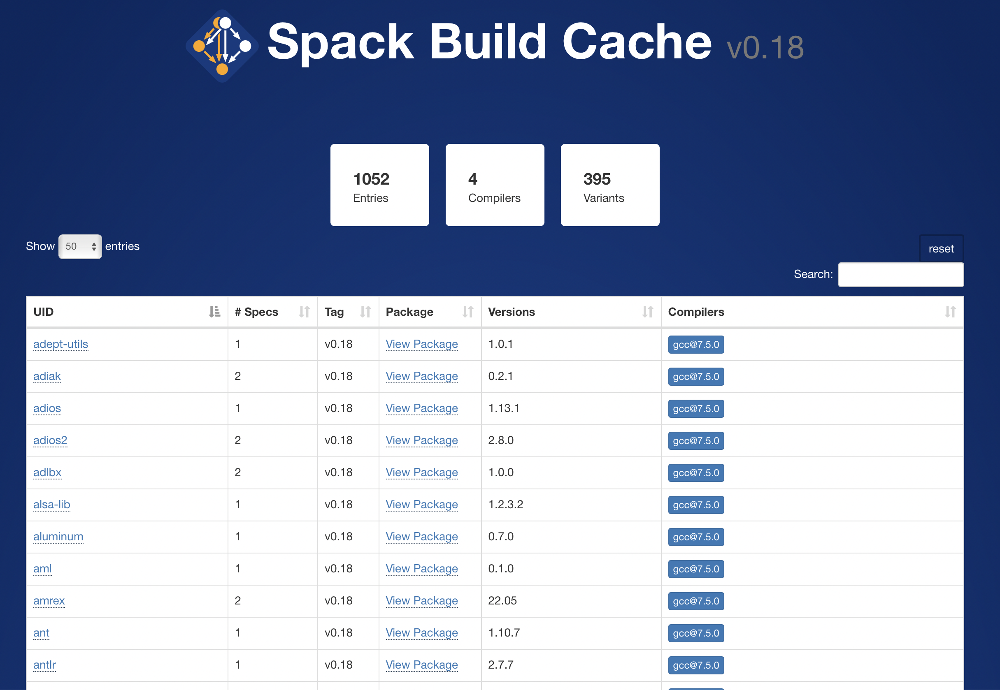 Spack Build Cache v0.18
1052 4 395
Entries Compilers Variants
Show 50 entries
reset
Search:
UID # Specs Tag Package Versions Compilers
adept-utils 1 v0.18 View Package 1.0.1 gcc@7.5.0
adiak 2 v0.18 View Package 0.2.1 gcc@7.5.0
adios 1 v0.18 View Package 1.13.1 gcc@7.5.0
adios2 2 v0.18 View Package 2.8.0 gcc@7.5.0
adlbx 2 v0.18 View Package 1.0.0 gcc@7.5.0
alsa-lib 1 v0.18 View Package 1.2.3.2 gcc@7.5.0
aluminum 1 v0.18 View Package 0.7.0 gcc@7.5.0
aml 1 v0.18 View Package 0.1.0 gcc@7.5.0
amrex 2 v0.18 View Package 22.05 gcc@7.5.0
ant 1 v0.18 View Package 1.10.7 gcc@7.5.0
antlr 1 v0.18 View Package 2.7.7 gcc@7.5.0